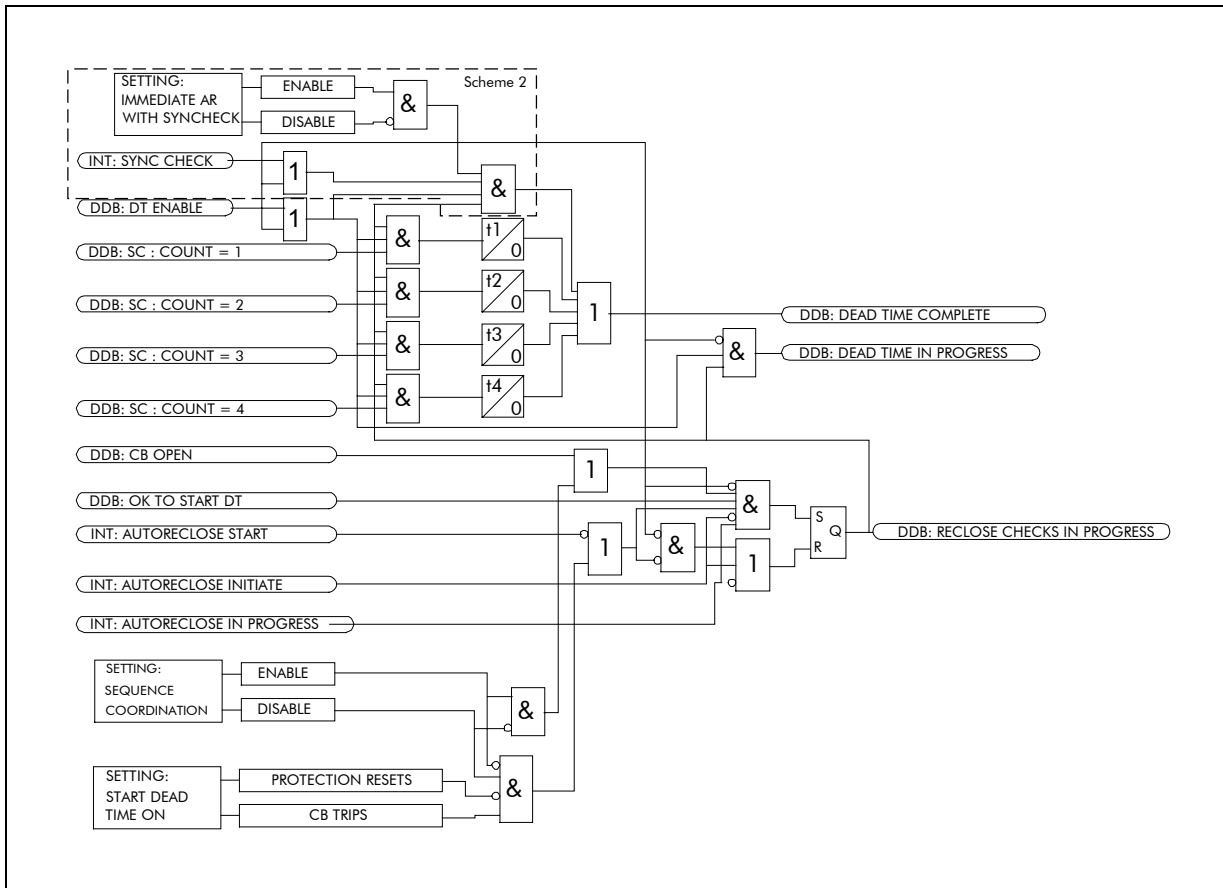 SETTING:
IMMEDIATE AR
WITH SYNCHECK
ENABLE
DISABLE
&
Scheme 2
INT: SYNC CHECK
1
&
DDB: DT ENABLE
1
DDB: SC : COUNT = 1
&
t1
0
DDB: SC : COUNT = 2
&
t2
0
1
DDB: DEAD TIME COMPLETE
DDB: SC : COUNT = 3
&
t3
0
&
DDB: DEAD TIME IN PROGRESS
DDB: SC : COUNT = 4
&
t4
0
DDB: CB OPEN
1
DDB: OK TO START DT
&
INT: AUTORECLOSE START
1
&
S
Q
R
DDB: RECLOSE CHECKS IN PROGRESS
1
INT: AUTORECLOSE INITIATE
INT: AUTORECLOSE IN PROGRESS
SETTING:
SEQUENCE
COORDINATION
ENABLE
DISABLE
&
SETTING:
START DEAD
TIME ON
PROTECTION RESETS
CB TRIPS
&